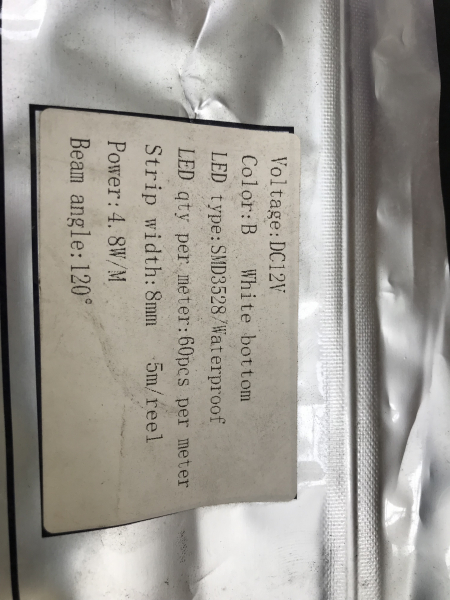 Voltage:DC12V
Color:B White bottom
LED type:SMD3528/Waterproof
LED qty per meter:60pcs per meter
Strip width:8mm 5m/reel
Power:4.8W/M
Beam angle:120°